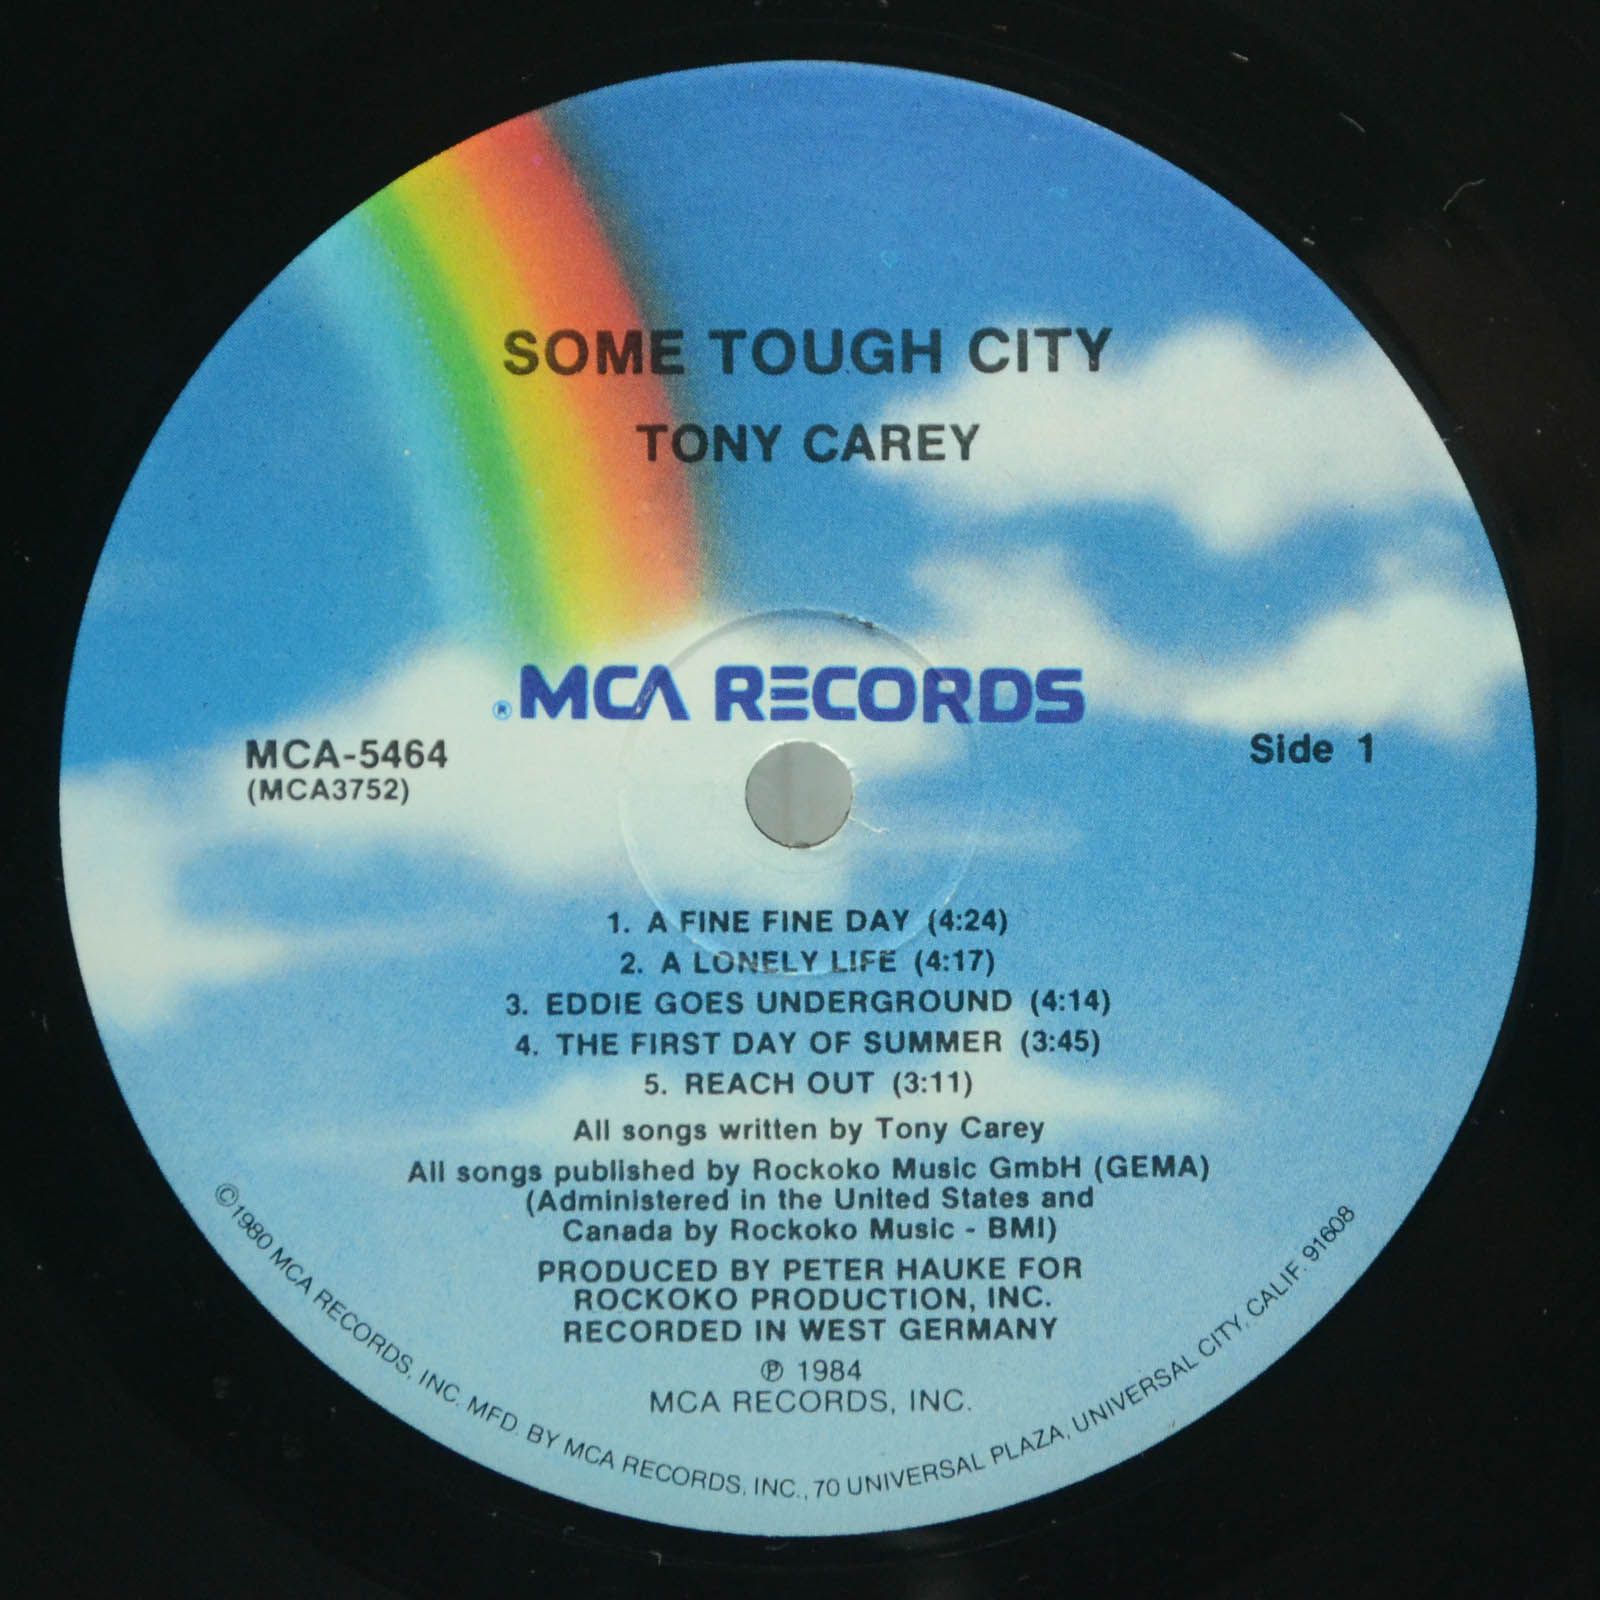 SOME TOUGH CITY
TONY CAREY
® MCA RECORDS
MCA-5464
(MCA3752)
Side 1
1. A FINE FINE DAY (4:24)
2. A LONELY LIFE (4:17)
3. EDDIE GOES UNDERGROUND (4:14)
4. THE FIRST DAY OF SUMMER (3:45)
5. REACH OUT (3:11)
All songs written by Tony Carey
All songs published by Rockoko Music GmbH (GEMA)
(Administered in the United States and
Canada by Rockoko Music - BMI)
PRODUCED BY PETER HAUKE FOR
ROCKOKO PRODUCTION, INC.
RECORDED IN WEST GERMANY
℗ 1984
MCA RECORDS, INC.
©1980 MCA RECORDS, INC. MFD. BY MCA RECORDS, INC., 70 UNIVERSAL PLAZA, UNIVERSAL CITY, CALIF. 91608